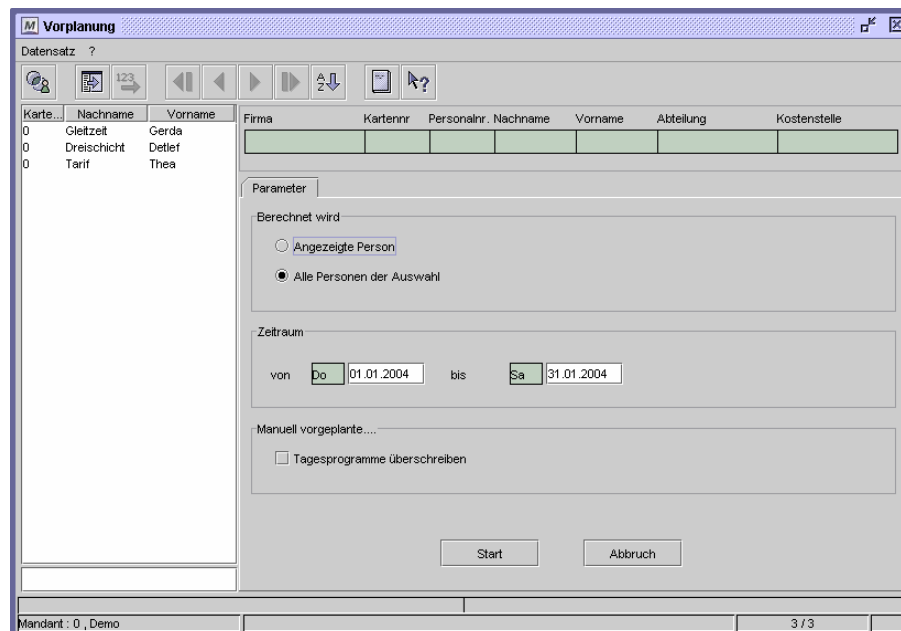 M Vorplanung
Datensatz ?
123
A
Z
?
Karte... Nachname Vorname
0 Gleitzeit Gerda
0 Dreischicht Detlef
0 Tarif Thea
Firma Kartennr Personalnr. Nachname Vorname Abteilung Kostenstelle
Parameter
Berechnet wird
Angezeigte Person
Alle Personen der Auswahl
Zeitraum
von Do 01.01.2004 bis Sa 31.01.2004
Manuell vorgeplante....
Tagesprogramme überschreiben
Start Abbruch
Mandant : 0 , Demo 3 / 3